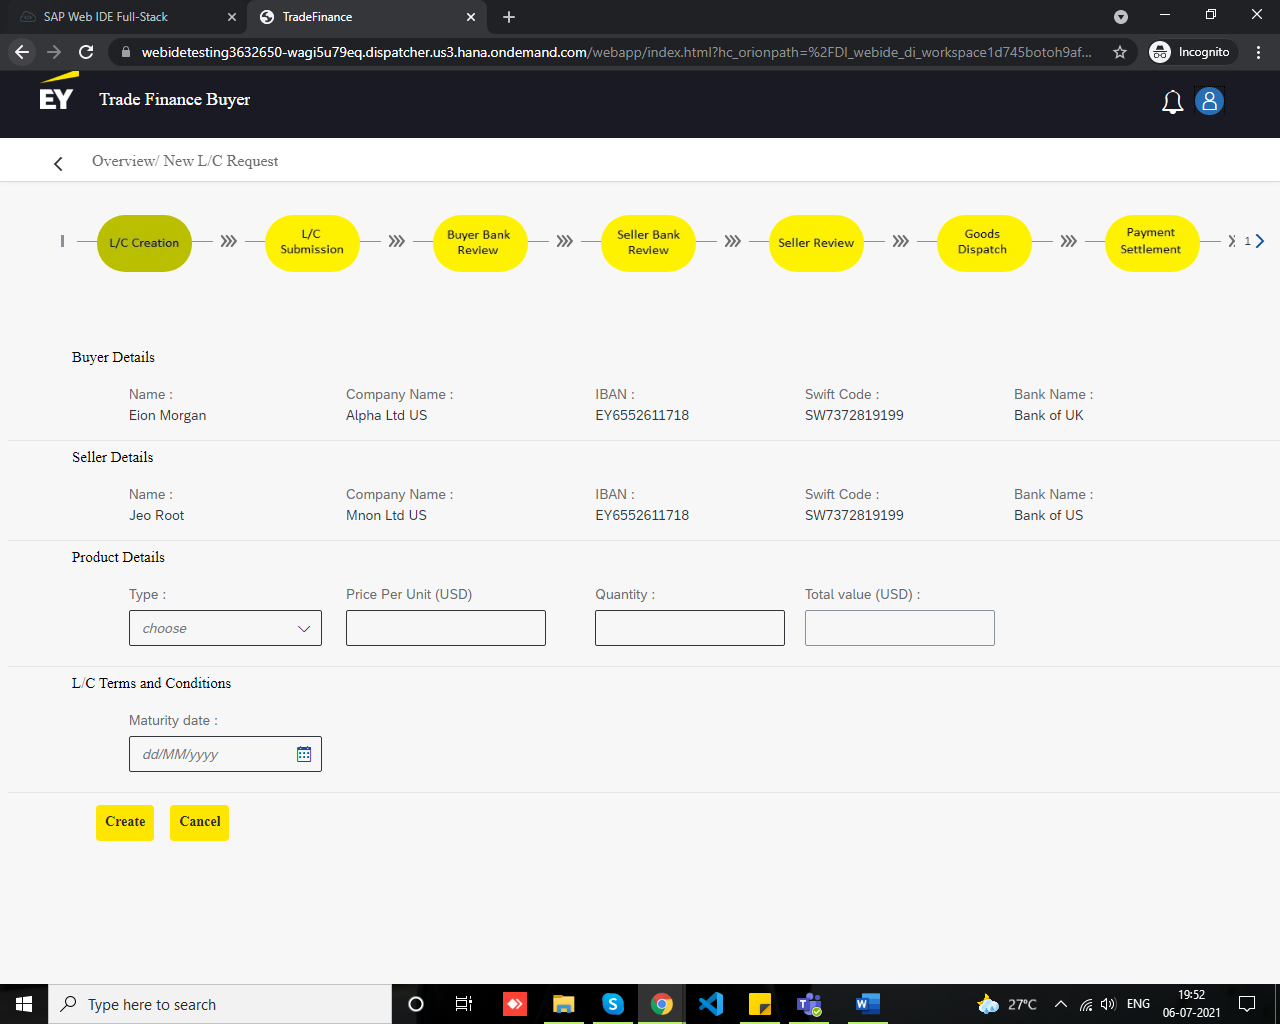 SAP Web IDE Full-Stack
TradeFinance
webidetesting3632650-wagi5u79eq.dispatcher.us3.hana.ondemand.com/webapp/index.html?hc_orionpath=%2FDI_webide_di_workspace1d745botoh9af...
Incognito
EY
Trade Finance Buyer
Overview/ New L/C Request
L/C Creation
L/C
Submission
Buyer Bank
Review
Seller Bank
Review
Seller Review
Goods
Dispatch
Payment
Settlement
1
Buyer Details
Name : Company Name : IBAN : Swift Code : Bank Name :
Eion Morgan Alpha Ltd US EY6552611718 SW7372819199 Bank of UK
Seller Details
Name : Company Name : IBAN : Swift Code : Bank Name :
Jeo Root Mnon Ltd US EY6552611718 SW7372819199 Bank of US
Product Details
Type : Price Per Unit (USD) Quantity : Total value (USD) :
choose
L/C Terms and Conditions
Maturity date :
dd/MM/yyyy
Create Cancel
Type here to search
27°C
ENG
19:52
06-07-2021